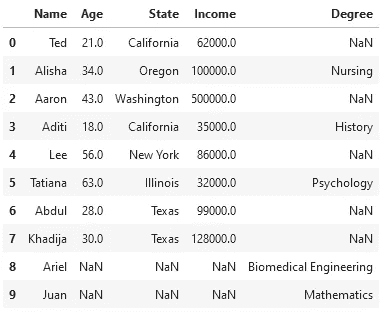 Name Age State Income Degree
0 Ted 21.0 California 62000.0 NaN
1 Alisha 34.0 Oregon 100000.0 Nursing
2 Aaron 43.0 Washington 500000.0 NaN
3 Aditi 18.0 California 35000.0 History
4 Lee 56.0 New York 86000.0 NaN
5 Tatiana 63.0 Illinois 32000.0 Psychology
6 Abdul 28.0 Texas 99000.0 NaN
7 Khadija 30.0 Texas 128000.0 NaN
8 Ariel NaN NaN NaN Biomedical Engineering
9 Juan NaN NaN NaN Mathematics